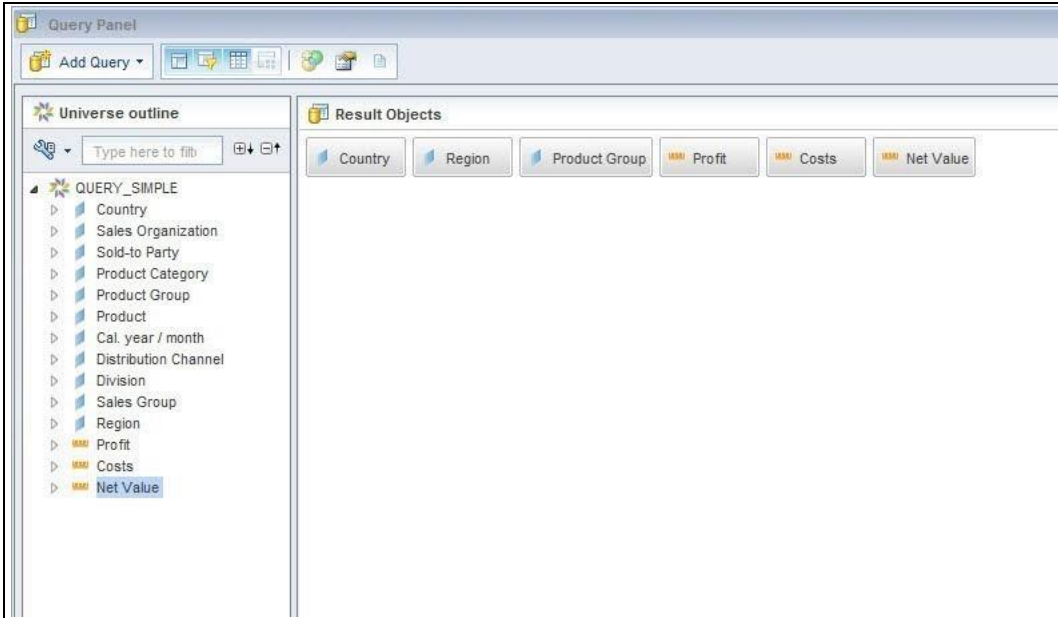 Query Panel
Add Query
Universe outline
Result Objects
Type here to filt
Country Region Product Group Profit Costs Net Value
QUERY_SIMPLE
Country
Sales Organization
Sold-to Party
Product Category
Product Group
Product
Cal. year / month
Distribution Channel
Division
Sales Group
Region
Profit
Costs
Net Value